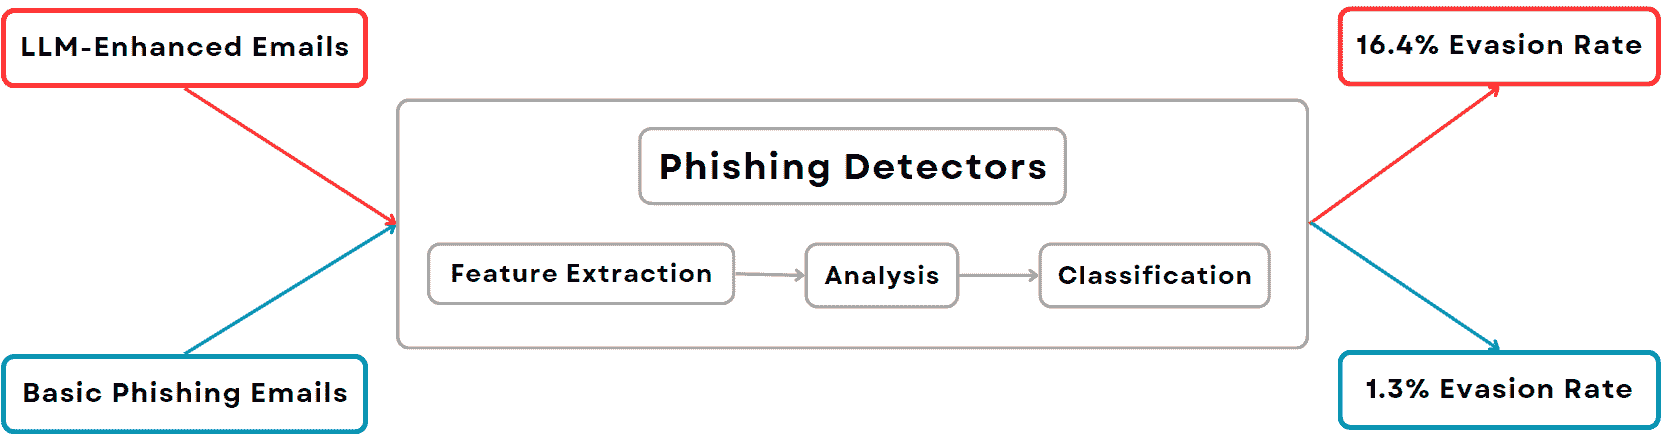 LLM-Enhanced Emails
16.4% Evasion Rate
Phishing Detectors
Feature Extraction
Analysis
Classification
Basic Phishing Emails
1.3% Evasion Rate